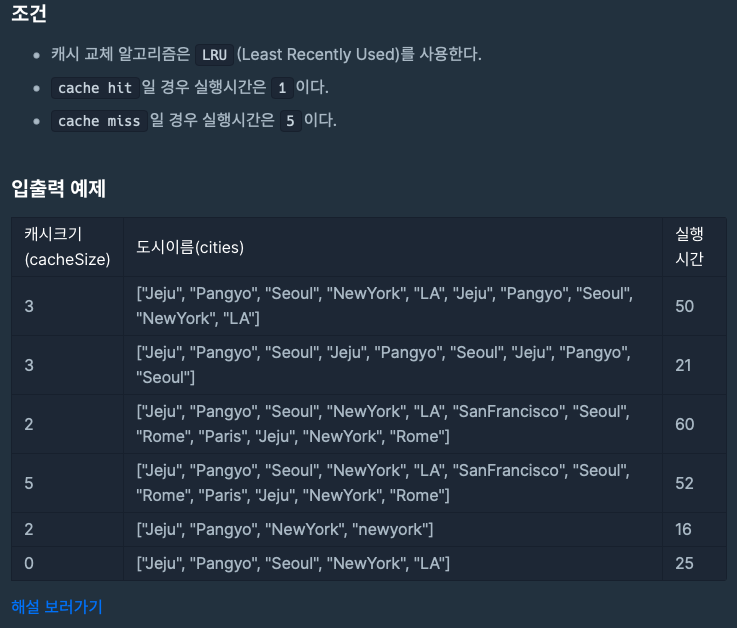 조건
캐시 교체 알고리즘은 LRU (Least Recently Used)를 사용한다.
cache hit 일 경우 실행시간은 1 이다.
cache miss 일 경우 실행시간은 5 이다.
입출력 예제
캐시크기
(cacheSize)
도시이름(cities)
실행
시간
3
["Jeju", "Pangyo", "Seoul", "NewYork", "LA", "Jeju", "Pangyo", "Seoul",
"NewYork", "LA"]
50
3
["Jeju", "Pangyo", "Seoul", "Jeju", "Pangyo", "Seoul", "Jeju", "Pangyo",
"Seoul"]
21
2
["Jeju", "Pangyo", "Seoul", "NewYork", "LA", "SanFrancisco", "Seoul",
"Rome", "Paris", "Jeju", "NewYork", "Rome"]
60
5
["Jeju", "Pangyo", "Seoul", "NewYork", "LA", "SanFrancisco", "Seoul",
"Rome", "Paris", "Jeju", "NewYork", "Rome"]
52
2
["Jeju", "Pangyo", "NewYork", "newyork"]
16
0
["Jeju", "Pangyo", "Seoul", "NewYork", "LA"]
25
해설 보러가기